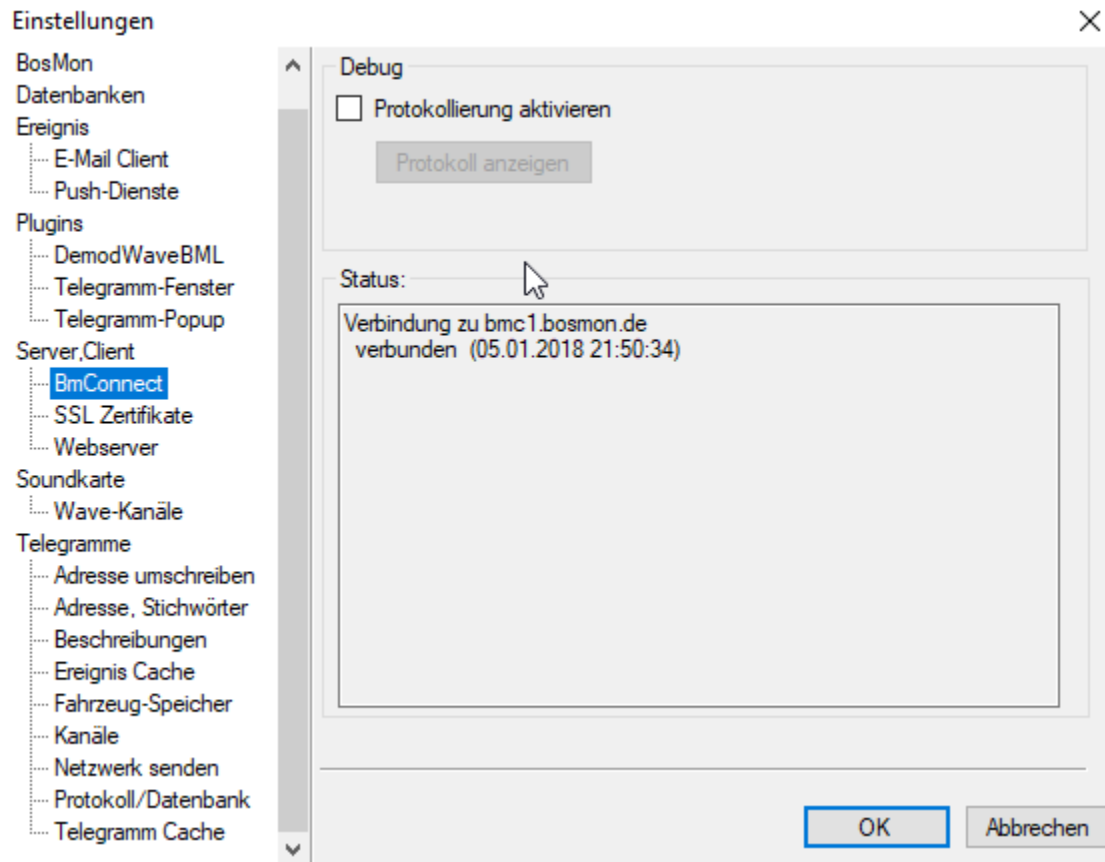 Einstellungen
BosMon
Datenbanken
Ereignis
E-Mail Client
Push-Dienste
Plugins
DemodWaveBML
Telegramm-Fenster
Telegramm-Popup
Server,Client
BmConnect
SSL Zertifikate
Webserver
Soundkarte
Wave-Kanäle
Telegramme
Adresse umschreiben
Adresse, Stichwörter
Beschreibungen
Ereignis Cache
Fahrzeug-Speicher
Kanäle
Netzwerk senden
Protokoll/Datenbank
Telegramm Cache
Debug
Protokollierung aktivieren
Protokoll anzeigen
Status:
Verbindung zu bmc1.bosmon.de
verbunden (05.01.2018 21:50:34)
OK
Abbrechen